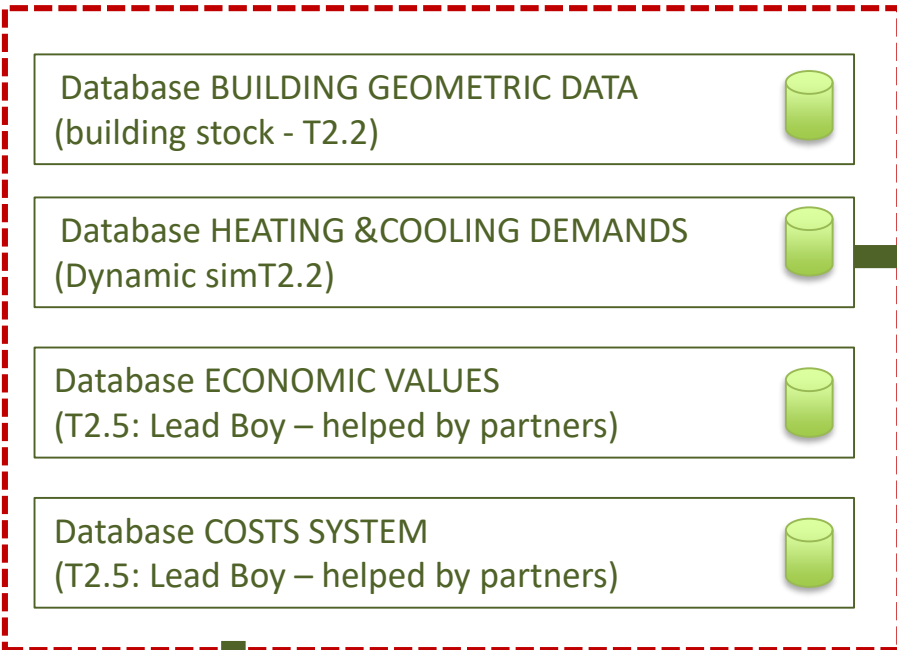 Database BUILDING GEOMETRIC DATA
(building stock - T2.2)
Database HEATING &COOLING DEMANDS
(Dynamic simT2.2)
Database ECONOMIC VALUES
(T2.5: Lead Boy – helped by partners)
Database COSTS SYSTEM
(T2.5: Lead Boy – helped by partners)